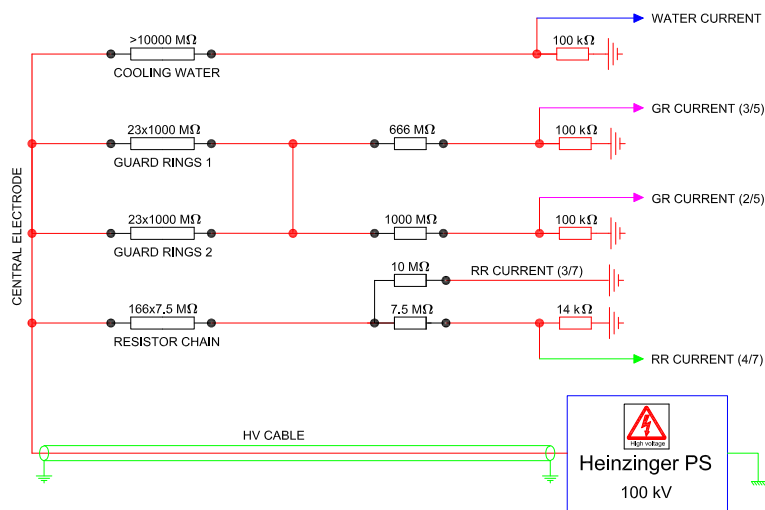 WATER CURRENT
>10000 MΩ
100 kΩ
COOLING WATER
GR CURRENT (3/5)
23x1000 MΩ
666 MΩ
100 kΩ
GUARD RINGS 1
CENTRAL ELECTRODE
GR CURRENT (2/5)
23x1000 MΩ
1000 MΩ
100 kΩ
GUARD RINGS 2
10 MΩ
RR CURRENT (3/7)
166x7.5 MΩ
7.5 MΩ
14 kΩ
RESISTOR CHAIN
RR CURRENT (4/7)
HV CABLE
High voltage
Heinzinger PS
100 kV